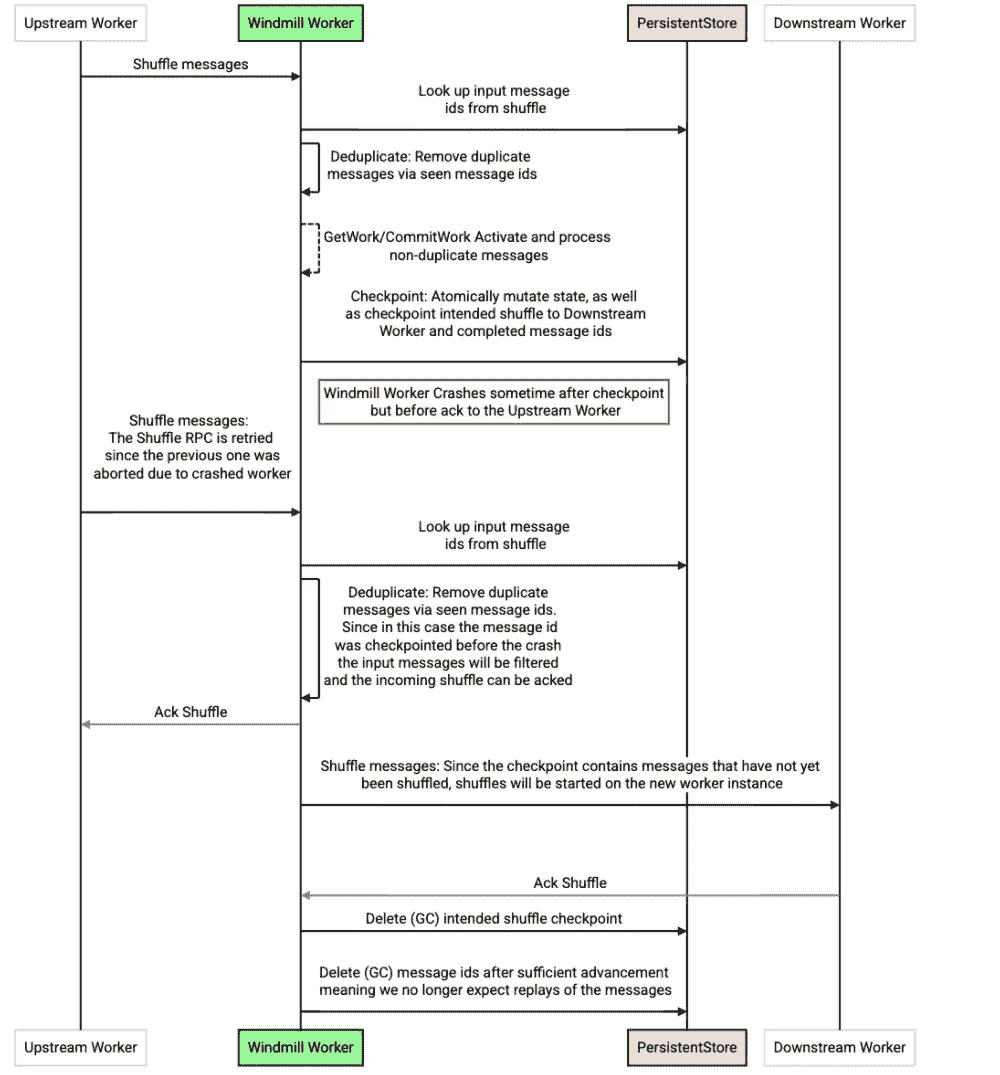 Upstream Worker
Windmill Worker
PersistentStore
Downstream Worker
Shuffle messages
Look up input message
ids from shuffle
Deduplicate: Remove duplicate
messages via seen message ids
GetWork/CommitWork Activate and process
non-duplicate messages
Checkpoint: Atomically mutate state, as well
as checkpoint intended shuffle to Downstream
Worker and completed message ids
Windmill Worker Crashes sometime after checkpoint
but before ack to the Upstream Worker
Shuffle messages:
The Shuffle RPC is retried
since the previous one was
aborted due to crashed worker
Look up input message
ids from shuffle
Deduplicate: Remove duplicate
messages via seen message ids.
Since in this case the message id
was checkpointed before the crash
the input messages will be filtered
and the incoming shuffle can be acked
Ack Shuffle
Shuffle messages: Since the checkpoint contains messages that have not yet
been shuffled, shuffles will be started on the new worker instance
Ack Shuffle
Delete (GC) intended shuffle checkpoint
Delete (GC) message ids after sufficient advancement
meaning we no longer expect replays of the messages
Upstream Worker
Windmill Worker
PersistentStore
Downstream Worker